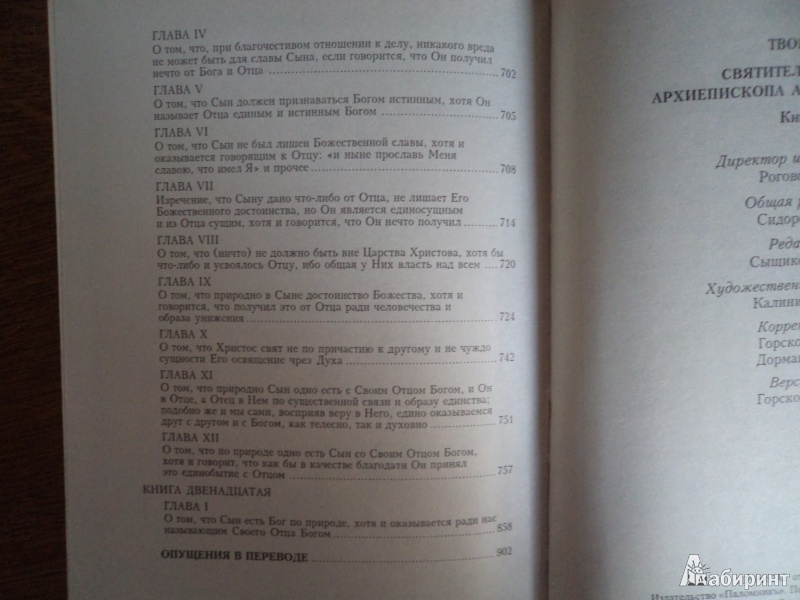 ГЛАВА IV
О том, что, при благочестивом отношении к делу, никакого вреда
не может быть для славы Сына, если говорится, что Он получил
нечто от Бога и Отца 702
ГЛАВА V
О том, что Сын должен признаваться Богом истинным, хотя Он
называет Отца единым и истинным Богом 705
ГЛАВА VI
О том, что Сын не был лишен Божественной славы, хотя и
оказывается говорящим к Отцу: «и ныне прославь Меня
славою, что имел Я» и прочее 708
ГЛАВА VII
Изречение, что Сыну дано что-либо от Отца, не лишает Его
Божественного достоинства, но Он является единосущным
и из Отца сущим, хотя и говорится, что Он нечто получил 714
ГЛАВА VIII
О том, что (ничто) не должно быть вне Царства Христова, хотя бы
что-либо и усвоялось Отцу, ибо общая у Них власть над всем 720
ГЛАВА IX
О том, что природно в Сыне достоинство Божества, хотя и
говорится, что получил это от Отца ради человечества и
образа унижения 724
ГЛАВА X
О том, что Христос свят не по причастию к другому и не чуждо
сущности Его освящение чрез Духа 742
ГЛАВА XI
О том, что природно Сын одно есть с Своим Отцом Богом, и Он
в Отце, а Отец в Нем по существенной связи и образу единства;
подобно же и мы сами, восприяв веру в Него, едино оказываемся
друг с другом и с Богом, как телесно, так и духовно 751
ГЛАВА XII
О том, что по природе одно есть Сын со Своим Отцом Богом,
хотя и говорит, что как бы в качестве благодати Он принял
это единобытие с Отцом 757
КНИГА ДВЕНАДЦАТАЯ
ГЛАВА I
О том, что Сын есть Бог по природе, хотя и оказывается ради нас
называющим Своего Отца Богом 858
ОПУЩЕНИЯ В ПЕРЕВОДЕ 902
ТВО
СВЯТИТЕЛ
АРХИЕПИСКОПА А
Кн
Директор и
Рогово
Общая р
Сидор
Реда
Сыщик
Художествен
Калини
Коррек
Горско
Дорма
Верс
Горско
Издательство «Паломникъ». По
Лабиринт